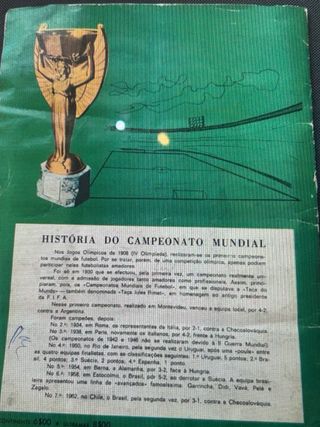 HISTÓRIA DO CAMPEONATO MUNDIAL
Nos Jogos Olímpicos de 1908 (IV Olimpíada), realizaram-se os primeiros campeona-
tos mundiais de futebol. Por se tratar, porém, de uma competição olímpica, apenas podiam
participar neles futebolistas amadores.
Foi só em 1930 que se efectuou, pela primeira vez, um campeonato realmente uni-
versal, com a admissão de jogadores tanto amadores como profissionais. Assim, princi-
piaram, pois, os «Campeonatos Mundiais de Futebol», em que se disputava a «Taça do
Mundo» — também denominada «Taça Jules Rimet», em homenagem ao antigo presidente
da F. I. F. A.
Nesse primeiro campeonato, realizado em Montevideu, venceu a equipa local, por 4-2,
contra a Argentina.
Foram campeões, depois:
No 2.º: 1934, em Roma, os representantes da Itália, por 2-1, contra a Checoslováquia.
No 3.º: 1938, em Paris, novamente os italianos, por 4-2, contra a Hungria.
(Os campeonatos de 1942 e 1946 não se realizaram devido à II Guerra Mundial)
No 4.º: 1950, no Rio de Janeiro, pela segunda vez o Uruguai, após uma «poule» entre
as quatro equipas finalistas, com as classificações seguintes: 1.º Uruguai, 5 pontos; 2.º Bra-
sil, 4 pontos; 3.º Suécia, 2 pontos; 4.º Espanha, 1 ponto.
No 5.º: 1954, em Berna, a Alemanha, por 3-2, face à Hungria.
No 6.º: 1958, em Estocolmo, o Brasil, por 5-2, ao derrotar a Suécia. A equipa brasi-
leira apresentou uma linha de «avançados» famosíssima: Garrincha, Didi, Vavá, Pelé e
Zagalo.
No 7.º: 1962, no Chile, o Brasil, pela segunda vez, por 3-1, contra a Checoslováquia.
CONTINENTE 6$00
8$00